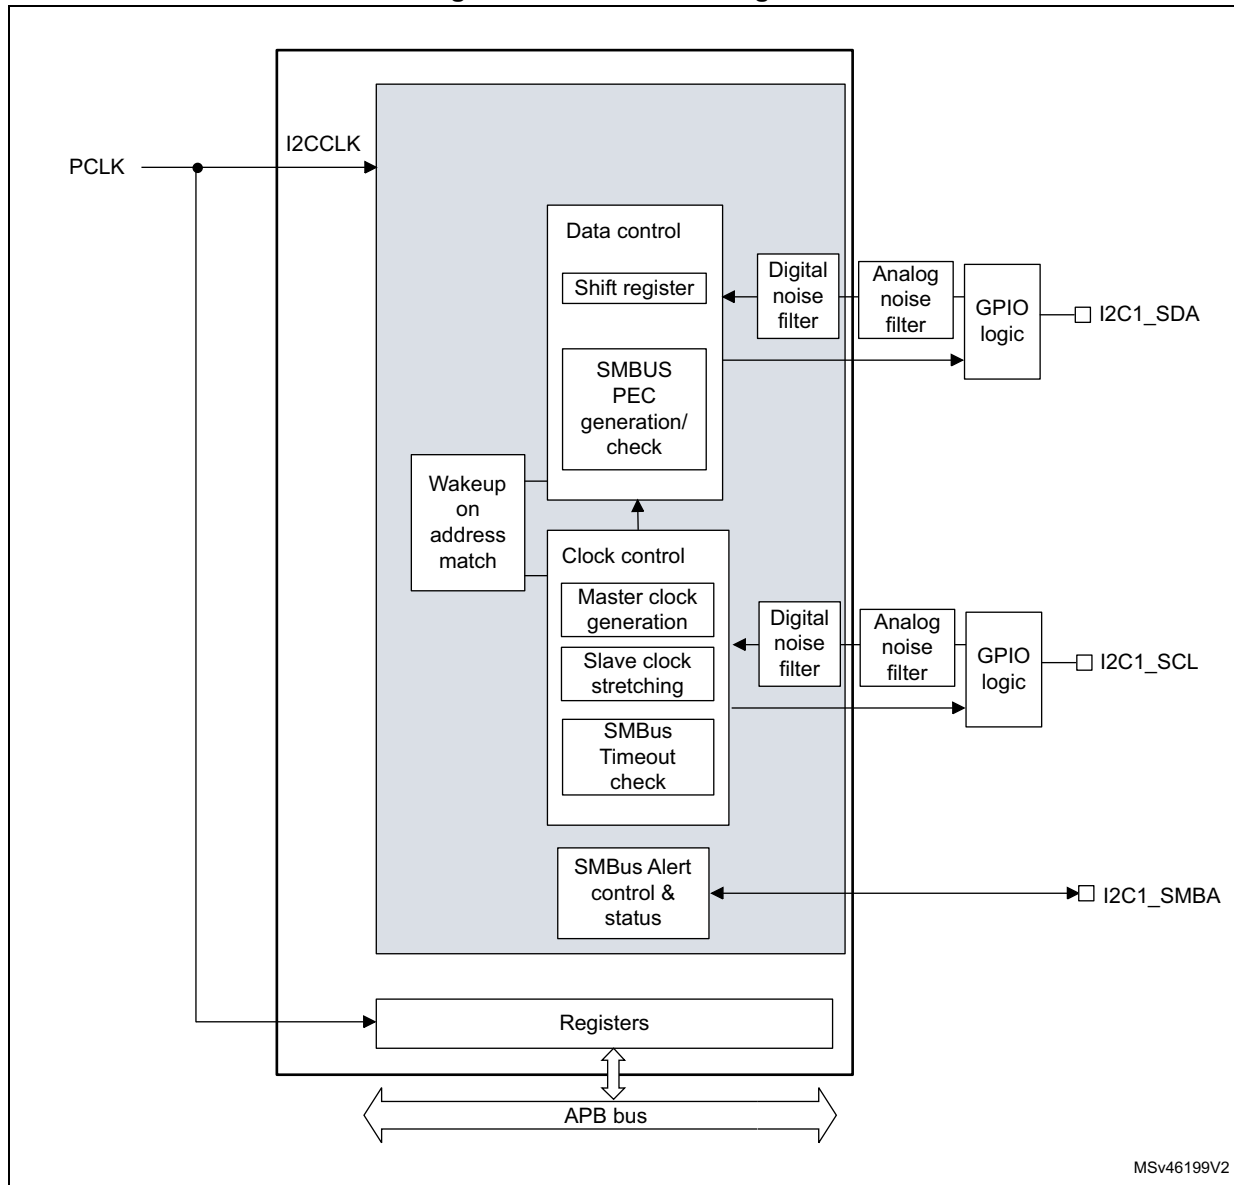 I2CCLK
PCLK
Data control
Shift register
SMBUS
PEC
generation/
check
Digital
noise
filter
Analog
noise
filter
GPIO
logic
I2C1_SDA
Wakeup
on
address
match
Clock control
Master clock
generation
Slave clock
stretching
SMBus
Timeout
check
Digital
noise
filter
Analog
noise
filter
GPIO
logic
I2C1_SCL
SMBus Alert
control &
status
I2C1_SMBA
Registers
APB bus
MSv46199V2